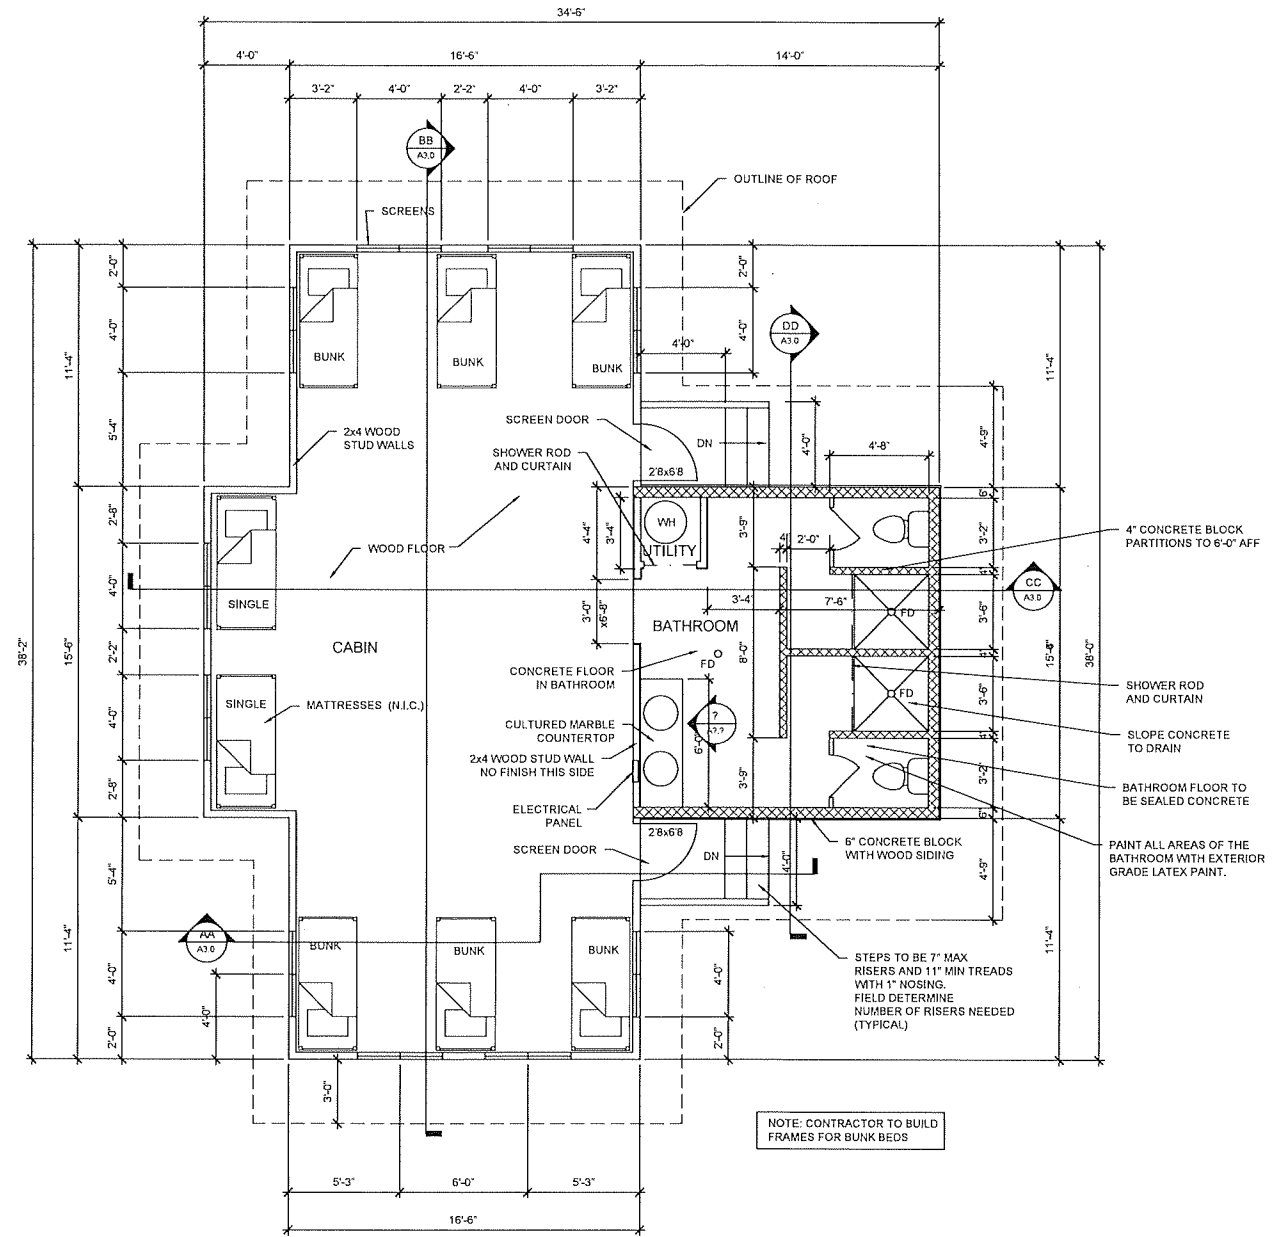 34'-6"
4'-0"
16'-6"
14'-0"
3'-2"
4'-0"
2'-2"
4'-0"
3'-2"
BB
A3.0
OUTLINE OF ROOF
SCREENS
2'-0"
2'-0"
DD
A3.0
4'-0"
4'-0"
4'-0"
11'-4"
11'-4"
BUNK
BUNK
BUNK
5'-4"
2x4 WOOD
STUD WALLS
SCREEN DOOR
DN
4'-0"
4'-8"
4'-9"
SHOWER ROD
AND CURTAIN
2'8x6'8
6"
2'-8"
WOOD FLOOR
4'-4"
3'-4"
WH
UTILITY
3'-9"
4"
2'-0"
3'-2"
4" CONCRETE BLOCK
PARTITIONS TO 6'-0" AFF
4"
4'-0"
SINGLE
3'-0"
x6'-8"
3'-4"
7'-6"
FD
3'-6"
CC
A3.0
BATHROOM
38'-2"
15'-6"
2'-2"
CABIN
FD
8'-0"
4"
38'-0"
CONCRETE FLOOR
IN BATHROOM
SINGLE
MATTRESSES (N.I.C.)
FD
3'-6"
SHOWER ROD
AND CURTAIN
4'-0"
CULTURED MARBLE
COUNTERTOP
?
A?.?
6'-0"
4"
SLOPE CONCRETE
TO DRAIN
2x4 WOOD STUD WALL
NO FINISH THIS SIDE
2'-8"
3'-9"
3'-2"
BATHROOM FLOOR TO
BE SEALED CONCRETE
ELECTRICAL
PANEL
6"
2'8x6'8
SCREEN DOOR
DN
4'-0"
6" CONCRETE BLOCK
WITH WOOD SIDING
PAINT ALL AREAS OF THE
BATHROOM WITH EXTERIOR
GRADE LATEX PAINT.
5'-4"
4'-9"
11'-4"
AA
A3.0
BUNK
BUNK
BUNK
11'-4"
4'-0"
4'-0"
4'-0"
STEPS TO BE 7" MAX
RISERS AND 11" MIN TREADS
WITH 1" NOSING.
FIELD DETERMINE
NUMBER OF RISERS NEEDED
(TYPICAL)
2'-0"
2'-0"
3'-0"
NOTE: CONTRACTOR TO BUILD
FRAMES FOR BUNK BEDS
5'-3"
6'-0"
5'-3"
16'-6"